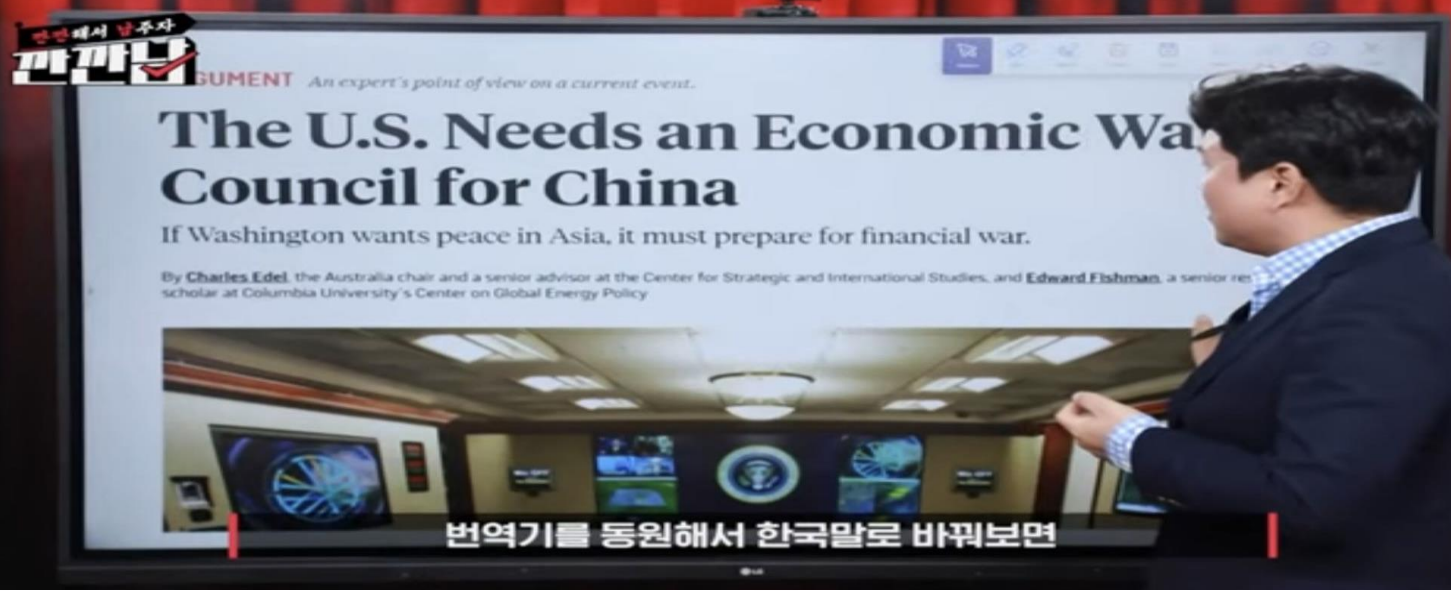 깐깐해서 남주자
깐깐남
GUMENT An expert's point of view on a current event.
The U.S. Needs an Economic Wa
Council for China
If Washington wants peace in Asia, it must prepare for financial war.
By Charles Edel, the Australia chair and a senior advisor at the Center for Strategic and International Studies, and Edward Fishman, a senior re
scholar at Columbia University's Center on Global Energy Policy
번역기를 동원해서 한국말로 바꿔보면
LG